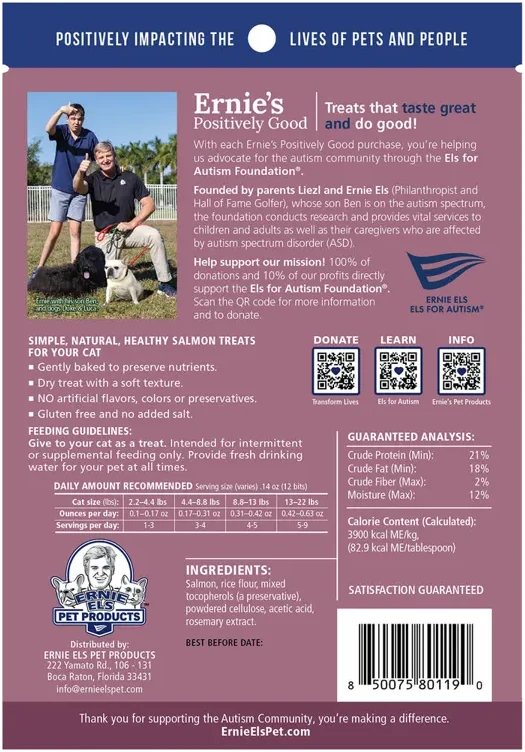 POSITIVELY IMPACTING THE LIVES OF PETS AND PEOPLE
Ernie's
Positively Good
Treats that taste great
and do good!
With each Ernie's Positively Good purchase, you're helping
us advocate for the autism community through the Els for
Autism Foundation®.
Founded by parents Liezl and Ernie Els (Philanthropist and
Hall of Fame Golfer), whose son Ben is on the autism spectrum,
the foundation conducts research and provides vital services to
children and adults as well as their caregivers who are affected
by autism spectrum disorder (ASD).
Help support our mission! 100% of
donations and 10% of our profits directly
support the Els for Autism Foundation®.
Scan the QR code for more information
and to donate.
ERNIE ELS
ELS FOR AUTISM®
Ernie with his son Ben
and dogs, Duke & Luca
SIMPLE, NATURAL, HEALTHY SALMON TREATS
FOR YOUR CAT
■ Gently baked to preserve nutrients.
■ Dry treat with a soft texture.
■ NO artificial flavors, colors or preservatives.
■ Gluten free and no added salt.
DONATE LEARN INFO
Transform Lives Els for Autism Ernie's Pet Products
FEEDING GUIDELINES:
Give to your cat as a treat. Intended for intermittent
or supplemental feeding only. Provide fresh drinking
water for your pet at all times.
DAILY AMOUNT RECOMMENDED Serving size (varies) .14 oz (12 bits)
Cat size (lbs): 2.2–4.4 lbs 4.4–8.8 lbs 8.8–13 lbs 13–22 lbs
Ounces per day: 0.1–0.17 oz 0.17–0.31 oz 0.31–0.42 oz 0.42–0.63 oz
Servings per day: 1-3 3-4 4-5 5-9
GUARANTEED ANALYSIS:
Crude Protein (Min): 21%
Crude Fat (Min): 18%
Crude Fiber (Max): 2%
Moisture (Max): 12%
Calorie Content (Calculated):
3900 kcal ME/kg,
(82.9 kcal ME/tablespoon)
SATISFACTION GUARANTEED
ERNIE
ELS
PET PRODUCTS
Distributed by:
ERNIE ELS PET PRODUCTS
222 Yamato Rd., 106 - 131
Boca Raton, Florida 33431
info@ernieelspet.com
INGREDIENTS:
Salmon, rice flour, mixed
tocopherols (a preservative),
powdered cellulose, acetic acid,
rosemary extract.
BEST BEFORE DATE:
8 50075 80119 0
Thank you for supporting the Autism Community, you're making a difference.
ErnieElsPet.com